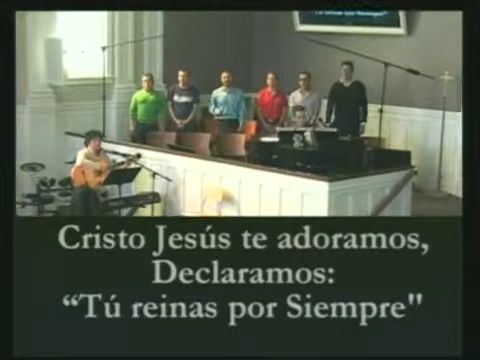 Cristo Jesús te adoramos,
Declaramos:
“Tú reinas por Siempre"